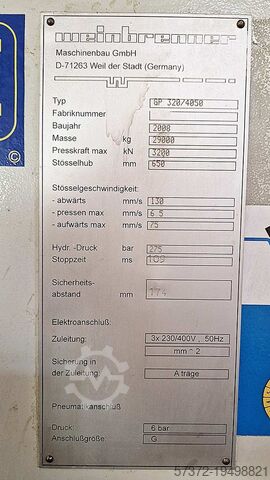 weinbrenner
Maschinenbau GmbH
D-71263 Weil der Stadt (Germany)
Typ GP 320/4050
Fabriknummer
Baujahr 2008
Masse kg 29000
Presskraft max kN 3200
Stösselhub mm 650
Stösselgeschwindigkeit:
- abwärts mm/s 130
- pressen max mm/s 6.5
- aufwärts max mm/s 75
Hydr.-Druck bar 275
Stoppzeit ms 109
Sicherheits-
abstand mm 174
Elektroanschluß:
Zuleitung: 3x 230/400V, 50Hz
mm^2
Sicherung in
der Zuleitung: A träge
Pneumatikanschluß
Druck: 6 bar
Anschlußgröße: G
57372-19498821